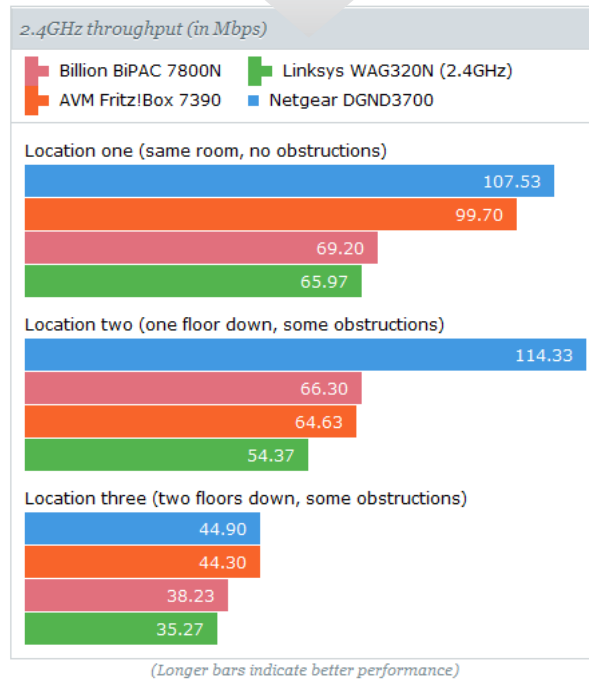 2.4GHz throughput (in Mbps)
Billion BiPAC 7800N Linksys WAG320N (2.4GHz)
AVM Fritz!Box 7390 Netgear DGND3700
Location one (same room, no obstructions)
107.53
99.70
69.20
65.97
Location two (one floor down, some obstructions)
114.33
66.30
64.63
54.37
Location three (two floors down, some obstructions)
44.90
44.30
38.23
35.27
(Longer bars indicate better performance)